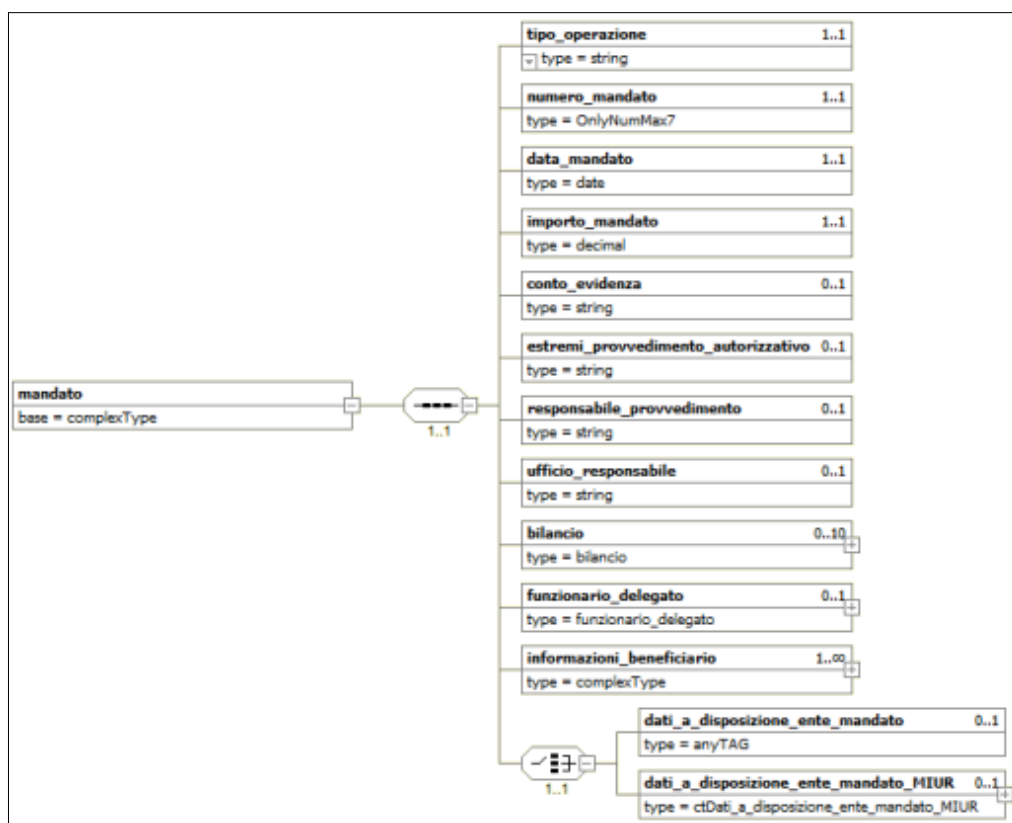 tipo_operazione 1..1
type = string
numero_mandato 1..1
type = OnlyNumMax7
data_mandato 1..1
type = date
importo_mandato 1..1
type = decimal
conto_evidenza 0..1
type = string
estremi_provvedimento_autorizzativo 0..1
type = string
mandato
base = complexType
1..1
responsabile_provvedimento 0..1
type = string
ufficio_responsabile 0..1
type = string
bilancio 0..10
type = bilancio
funzionario_delegato 0..1
type = funzionario_delegato
informazioni_beneficiario 1..∞
type = complexType
1..1
dati_a_disposizione_ente_mandato 0..1
type = anyTAG
dati_a_disposizione_ente_mandato_MIUR 0..1
type = ctDati_a_disposizione_ente_mandato_MIUR